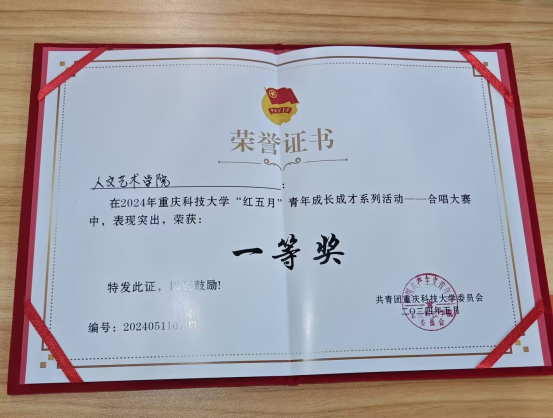 荣誉证书
人文艺术学院:
在2024年重庆科技大学“红五月”青年成长成才系列活动——合唱大赛
中，表现突出，荣获:
一等奖
特发此证，鼓励!
共青团重庆科技大学委员会
二〇二四年五月
编号: 202405110